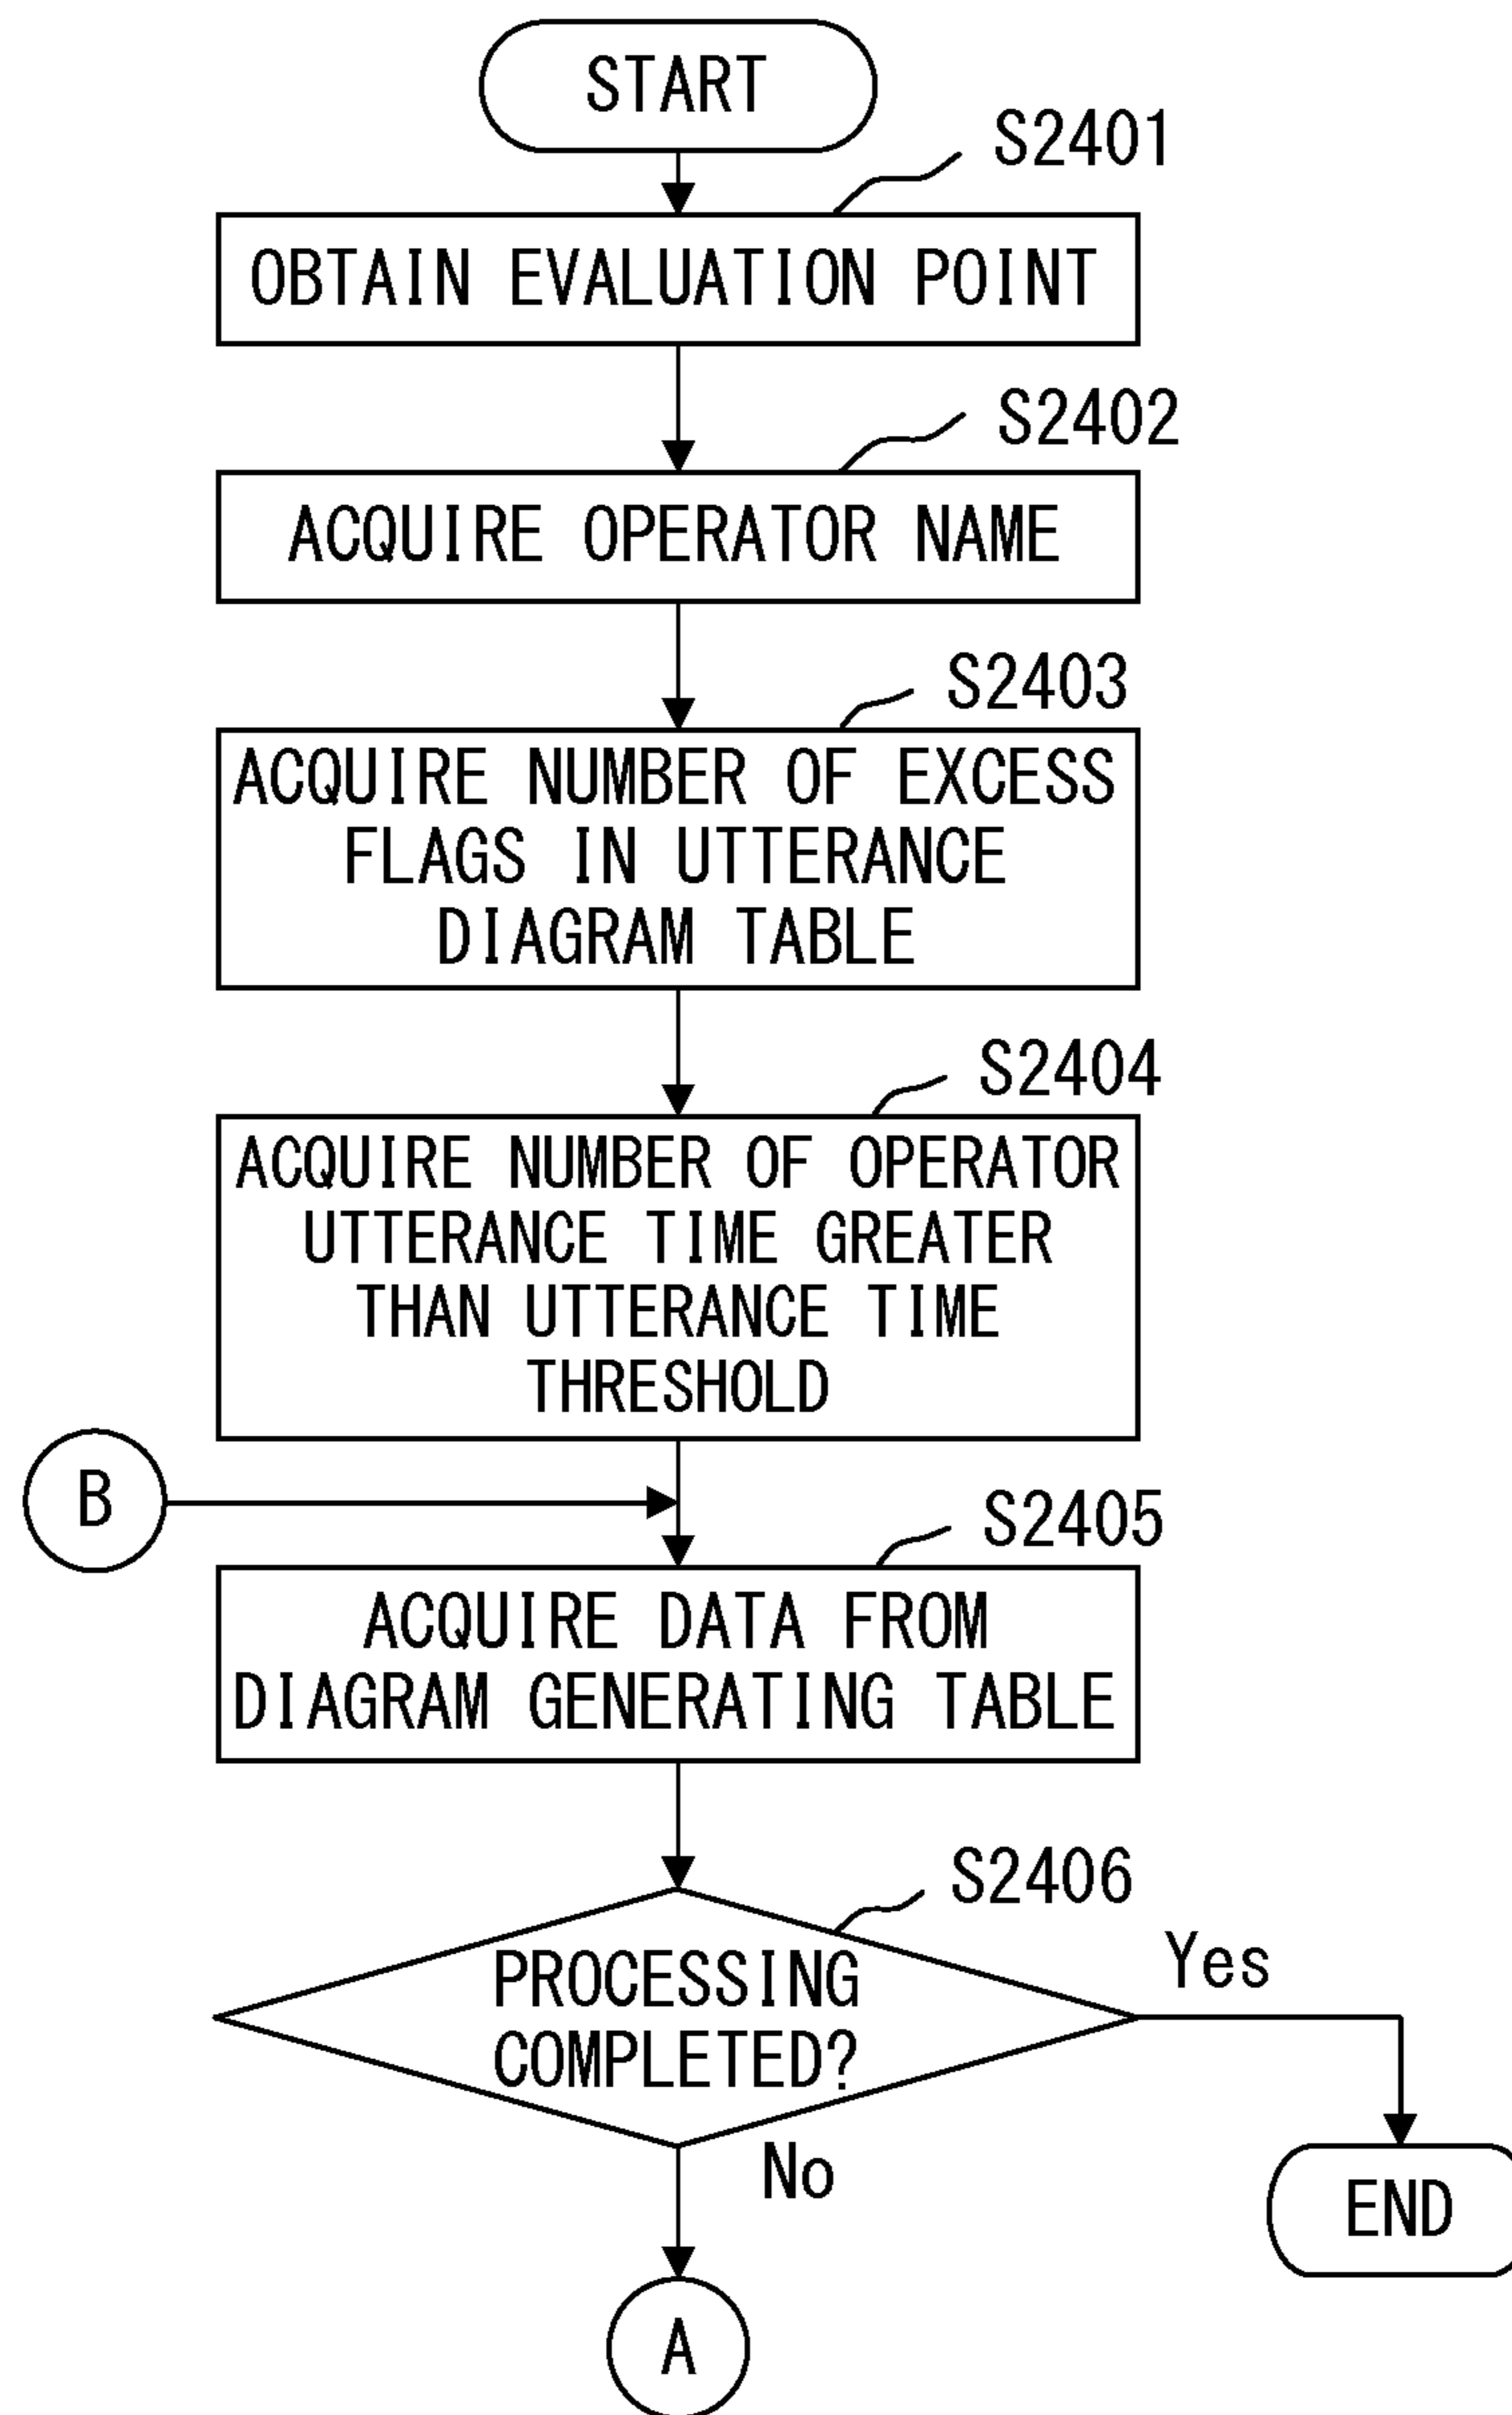 START
S2401
OBTAIN EVALUATION POINT
S2402
ACQUIRE OPERATOR NAME
S2403
ACQUIRE NUMBER OF EXCESS
FLAGS IN UTTERANCE
DIAGRAM TABLE
S2404
ACQUIRE NUMBER OF OPERATOR
UTTERANCE TIME GREATER
THAN UTTERANCE TIME
THRESHOLD
B
S2405
ACQUIRE DATA FROM
DIAGRAM GENERATING TABLE
S2406
PROCESSING
COMPLETED?
Yes
No
END
A